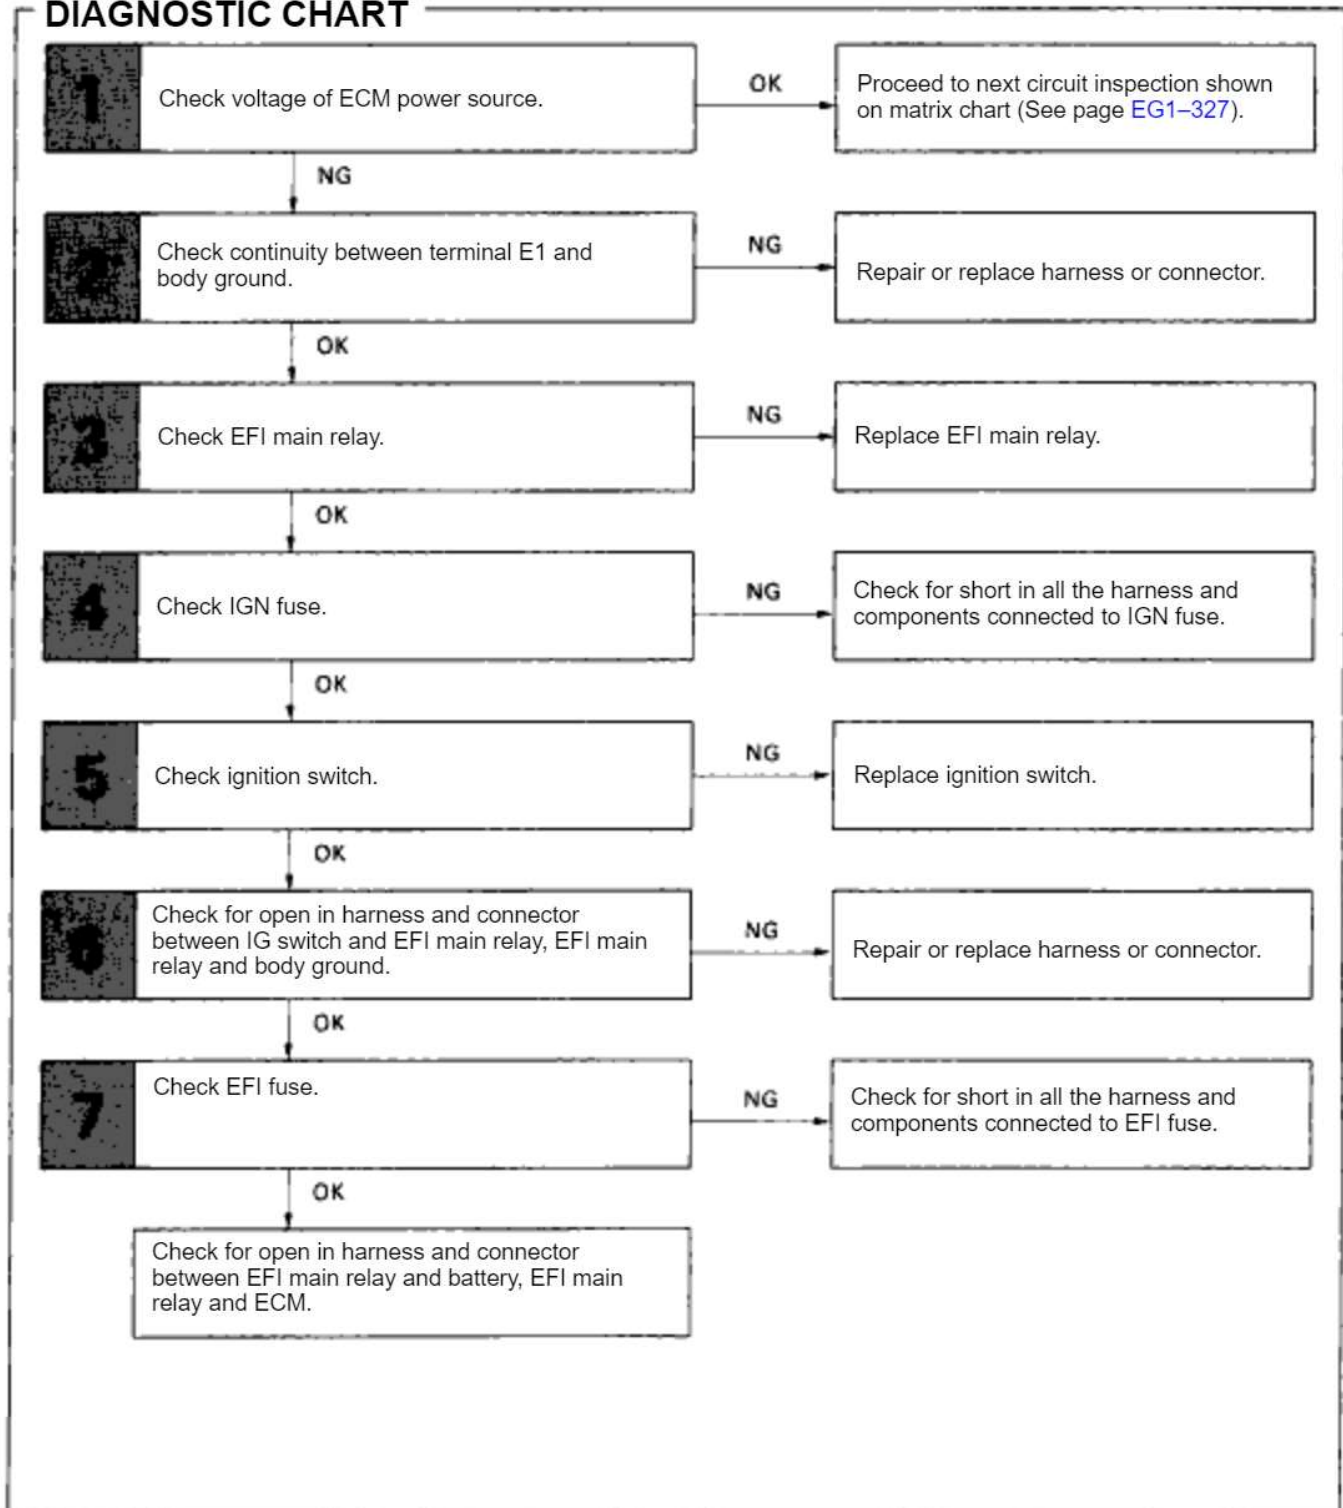 DIAGNOSTIC CHART
1
Check voltage of ECM power source.
OK
Proceed to next circuit inspection shown
on matrix chart (See page EG1–327).
NG
2
Check continuity between terminal E1 and
body ground.
NG
Repair or replace harness or connector.
OK
3
Check EFI main relay.
NG
Replace EFI main relay.
OK
4
Check IGN fuse.
NG
Check for short in all the harness and
components connected to IGN fuse.
OK
5
Check ignition switch.
NG
Replace ignition switch.
OK
6
Check for open in harness and connector
between IG switch and EFI main relay, EFI main
relay and body ground.
NG
Repair or replace harness or connector.
OK
7
Check EFI fuse.
NG
Check for short in all the harness and
components connected to EFI fuse.
OK
Check for open in harness and connector
between EFI main relay and battery, EFI main
relay and ECM.